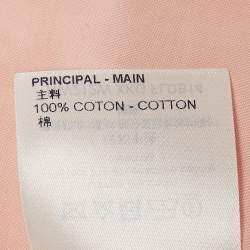 PRINCIPAL - MAIN
主料
100% COTON - COTTON
棉